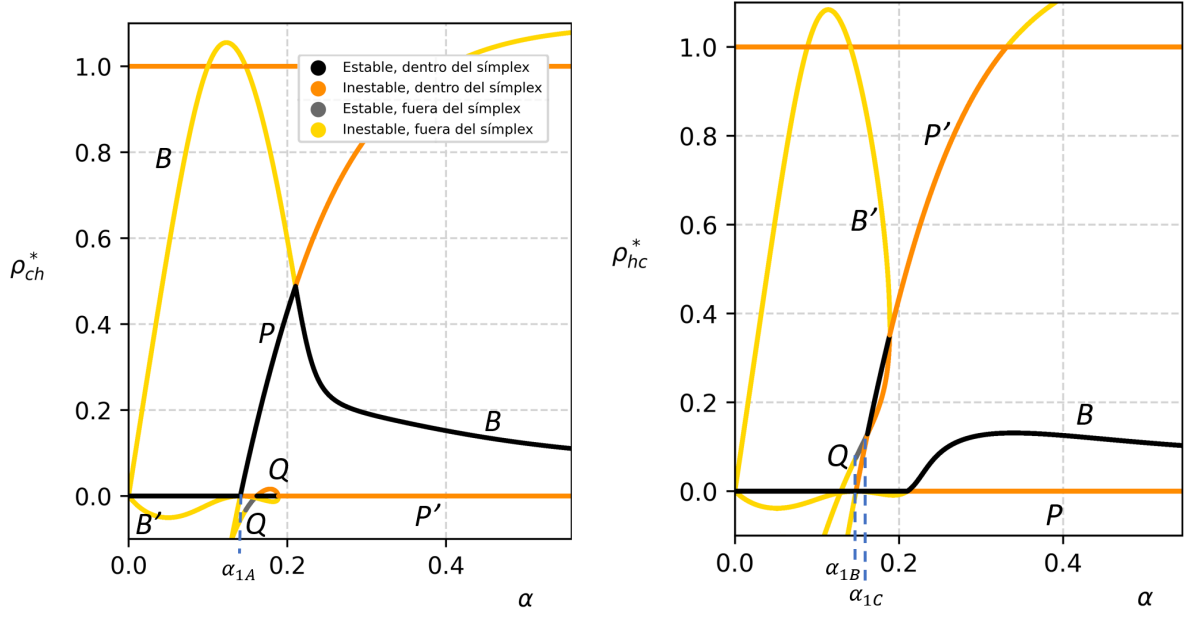 1.0
0.8
0.6
0.4
0.2
0.0
ρ*ch
0.0
0.2
0.4
α1A
α
Estable, dentro del símplex
Inestable, dentro del símplex
Estable, fuera del símplex
Inestable, fuera del símplex
B
P
B
Q
Q
B’
P’
1.0
0.8
0.6
0.4
0.2
0.0
ρ*hc
0.0
0.2
0.4
α1B
α1C
α
P’
B’
B
Q
P